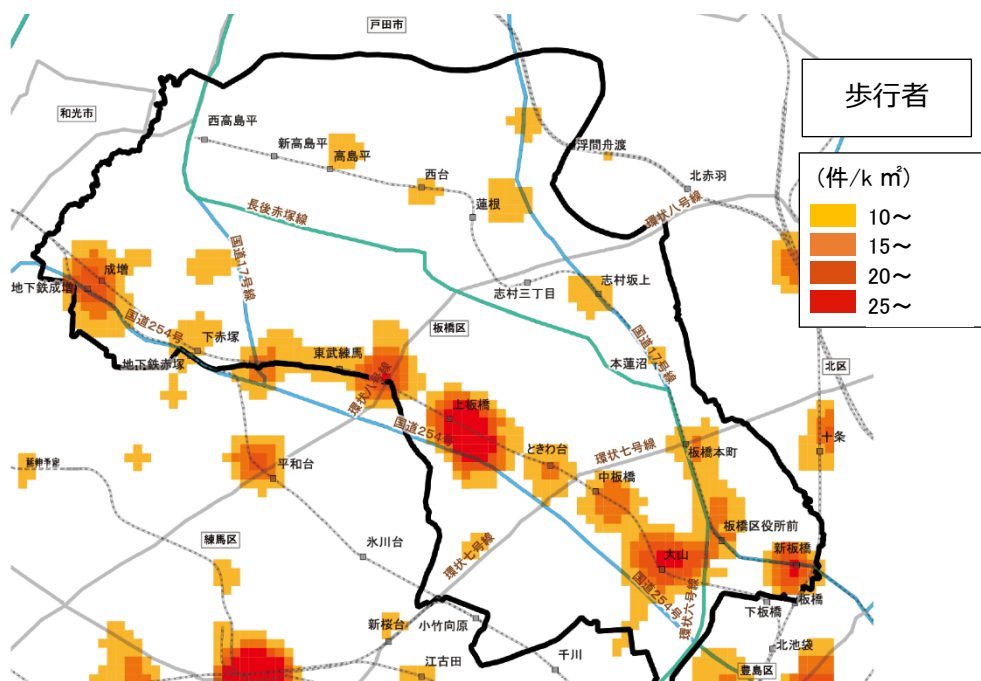 戸田市
歩行者
和光市
西高島平
新高島平
高島平
浮間舟渡
(件/k ㎡)
10～
15～
20～
25～
西台
蓮根
北赤羽
長後赤塚線
環状八号線
国道17号線
成増
地下鉄成増
志村三丁目
志村坂上
国道254号
下赤塚
板橋区
国道17号線
地下鉄赤塚
東武練馬
本蓮沼
北区
環状八号線
上板橋
国道254号
ときわ台
環状七号線
板橋本町
十条
延伸予定
平和台
中板橋
練馬区
氷川台
環状七号線
板橋区役所前
大山
新板橋
国道254号
環状六号線
下板橋
板橋
新桜台
小竹向原
江古田
千川
北池袋
豊島区